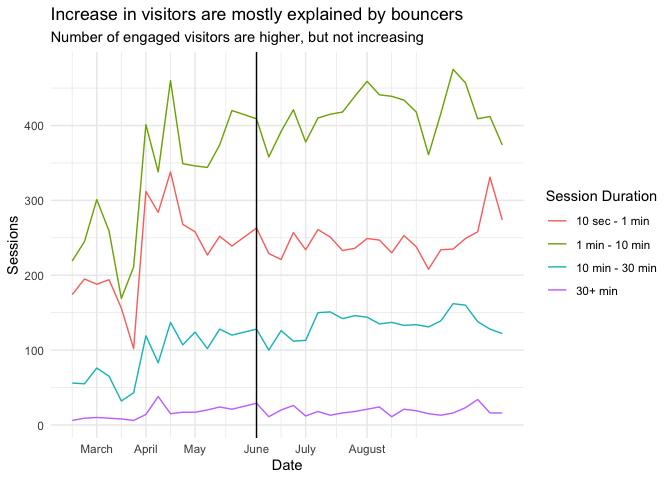 Increase in visitors are mostly explained by bouncers
Number of engaged visitors are higher, but not increasing
400
300
200
100
0
Sessions
March April May June July August
Date
Session Duration
10 sec - 1 min
1 min - 10 min
10 min - 30 min
30+ min